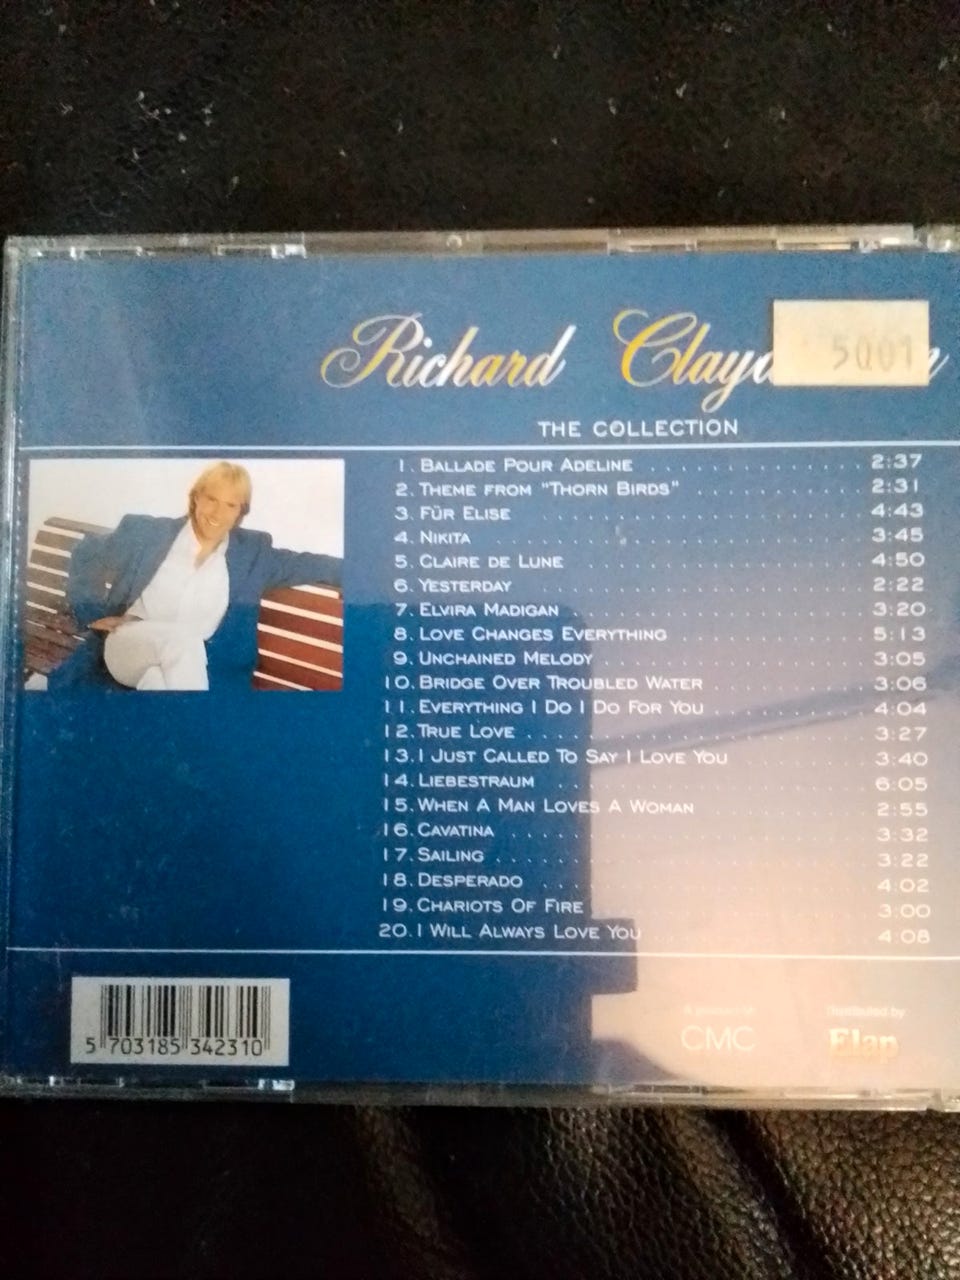 Richard Clayd n
5001
THE COLLECTION
1. BALLADE POUR ADELINE . . . . . . . . . . . . . . 2:37
2. THEME FROM "THORN BIRDS" . . . . . . . . . . . 2:31
3. FÜR ELISE . . . . . . . . . . . . . . . . . . . . . 4:43
4. NIKITA . . . . . . . . . . . . . . . . . . . . . . . . 3:45
5. CLAIRE DE LUNE . . . . . . . . . . . . . . . . . . 4:50
6. YESTERDAY . . . . . . . . . . . . . . . . . . . . 2:22
7. ELVIRA MADIGAN . . . . . . . . . . . . . . . . . . 3:20
8. LOVE CHANGES EVERYTHING . . . . . . . . . . . . 5:13
9. UNCHAINED MELODY . . . . . . . . . . . . . . . . 3:05
10. BRIDGE OVER TROUBLED WATER . . . . . . . . . . 3:06
11. EVERYTHING I DO I DO FOR YOU . . . . . . . . . . 4:04
12. TRUE LOVE . . . . . . . . . . . . . . . . . . . . . 3:27
13. I JUST CALLED TO SAY I LOVE YOU . . . . . . . . 3:40
14. LIEBESTRAUM . . . . . . . . . . . . . . . . . . . 6:05
15. WHEN A MAN LOVES A WOMAN . . . . . . . . . . 2:55
16. CAVATINA . . . . . . . . . . . . . . . . . . . . . . 3:32
17. SAILING . . . . . . . . . . . . . . . . . . . . . . . 3:22
18. DESPERADO . . . . . . . . . . . . . . . . . . . . 4:02
19. CHARIOTS OF FIRE . . . . . . . . . . . . . . . . . 3:00
20. I WILL ALWAYS LOVE YOU . . . . . . . . . . . . . 4:08
5 703185 342310
A product of
CMC
distributed by
Elap